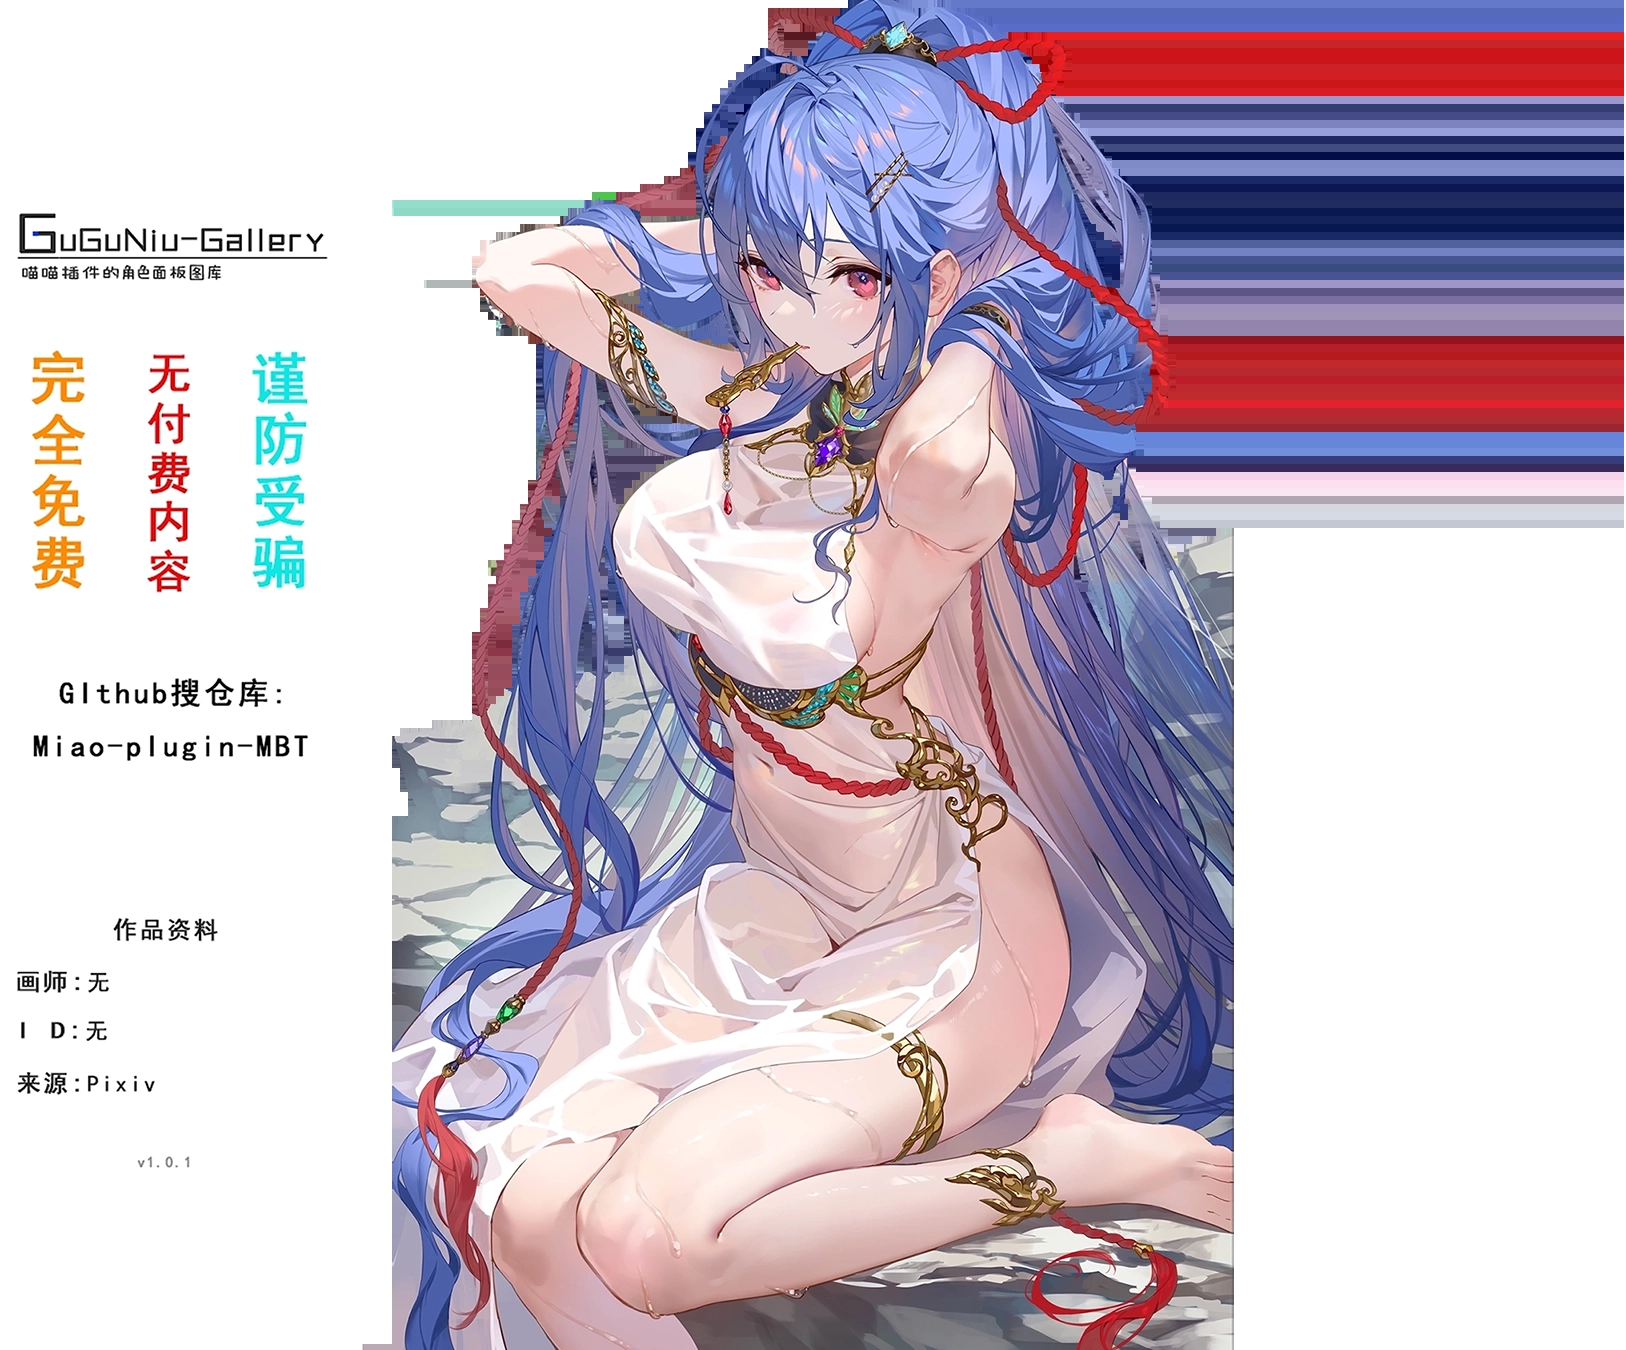 GuGuNiu-Gallery
喵喵插件的角色面板图库
完全免费
无付费内容
谨防受骗
GIthub搜仓库:
Miao-plugin-MBT
作品资料
画师:无
I D:无
来源:Pixiv
v1.0.1